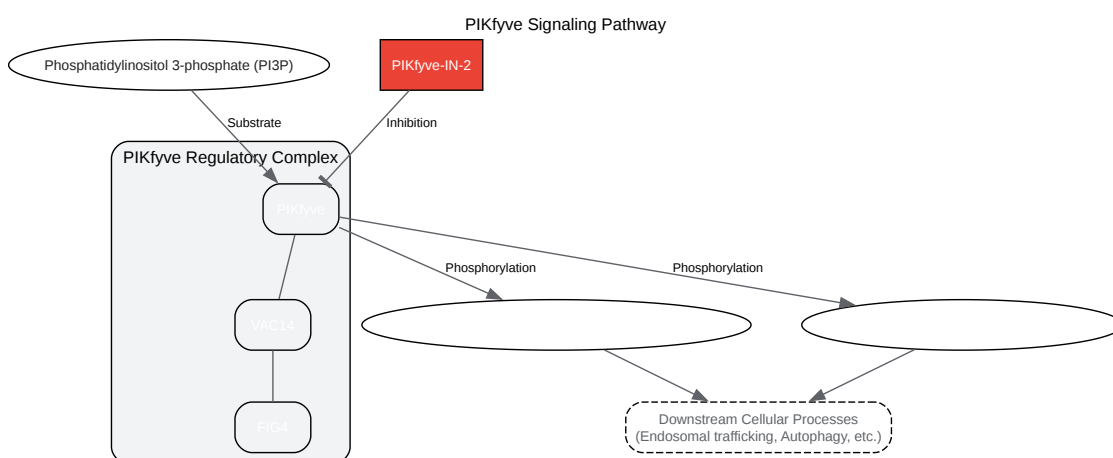 PIKfyve Signaling Pathway
Phosphatidylinositol 3-phosphate (PI3P)
PIKfyve-IN-2
Substrate
Inhibition
PIKfyve Regulatory Complex
PIKfyve
Phosphorylation
Phosphorylation
VAC14
FIG4
Downstream Cellular Processes
(Endosomal trafficking, Autophagy, etc.)